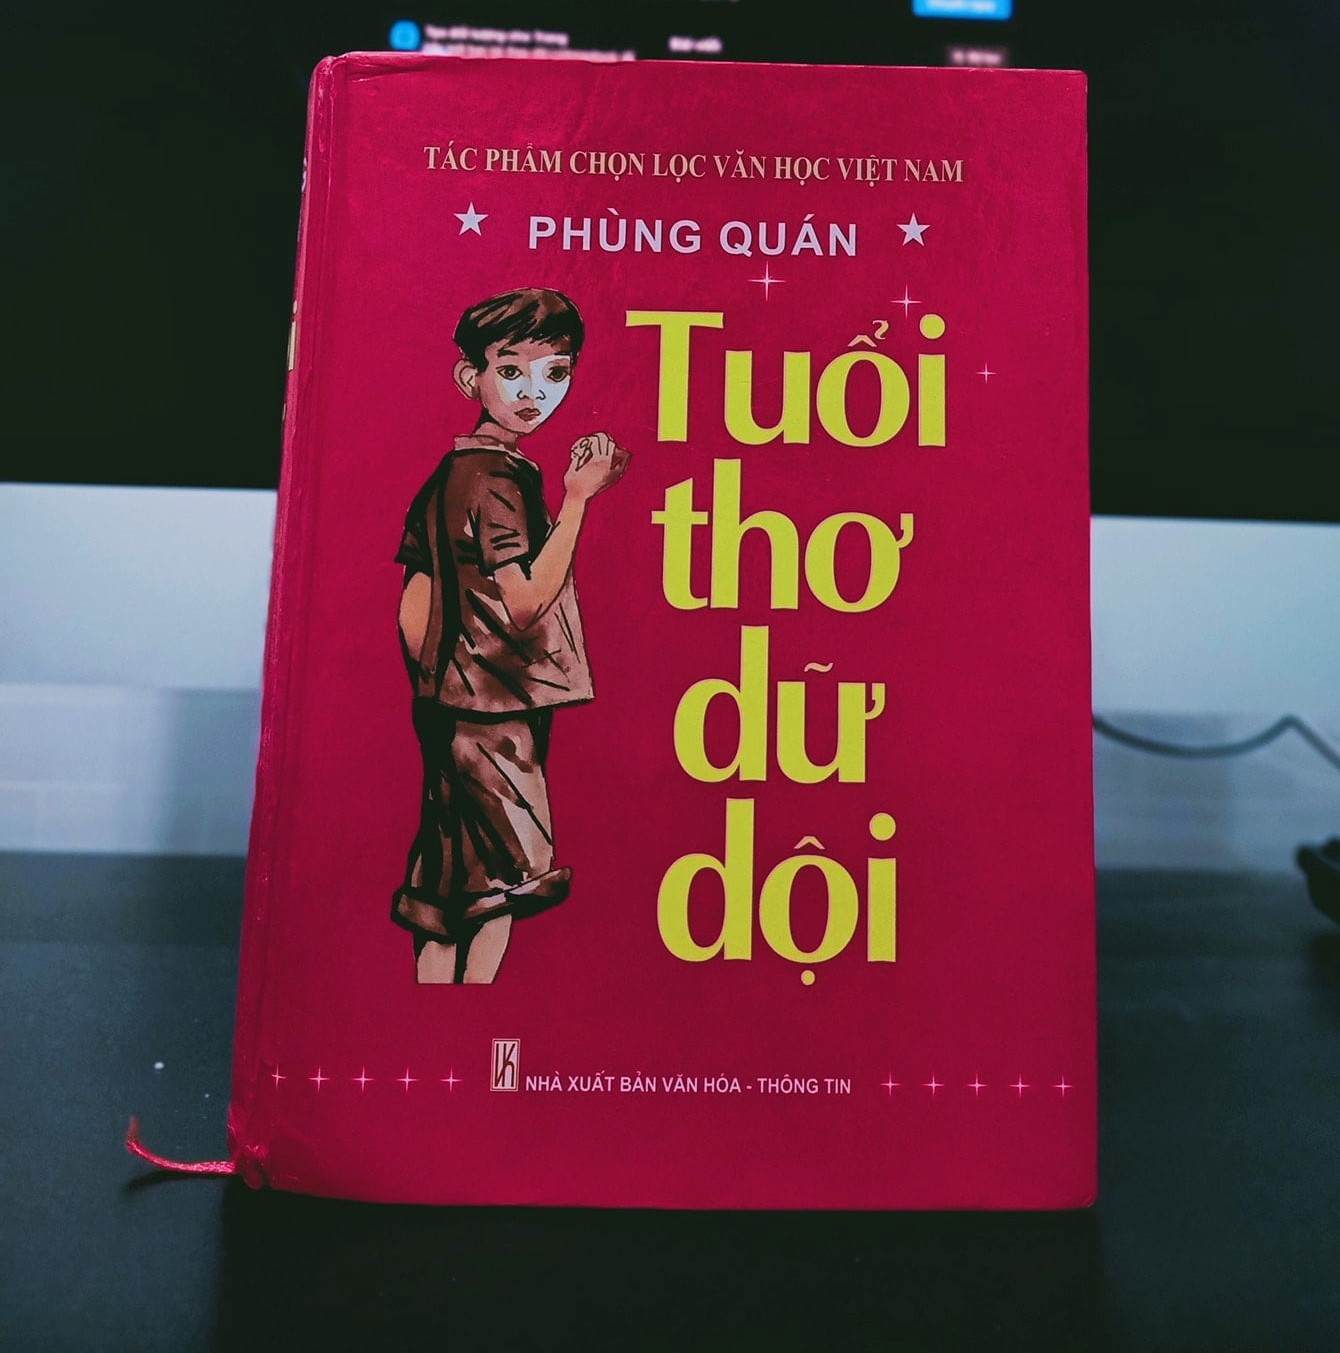 TÁC PHẨM CHỌN LỌC VĂN HỌC VIỆT NAM
PHÙNG QUÁN
Tuổi
thơ
dữ
dội
NHÀ XUẤT BẢN VĂN HÓA - THÔNG TIN